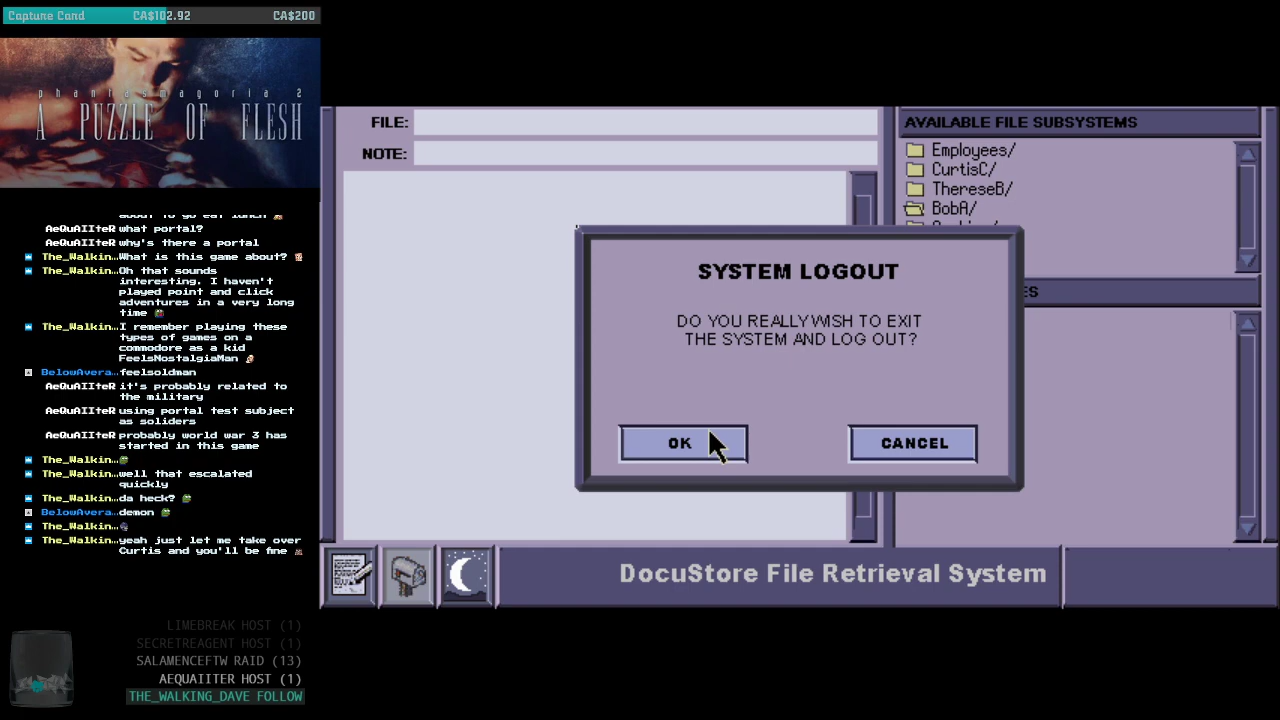 Capture Card CA$102.92 CA$200
phantasmagoria 2
A PUZZLE OF FLESH
about to go eat lunch
AeQuAIIteR what portal?
AeQuAIIteR why's there a portal
The_Walkin… What is this game about?
The_Walkin… Oh that sounds
interesting. I haven't
played point and click
adventures in a very long
time
The_Walkin… I remember playing these
types of games on a
commodore as a kid
FeelsNostalgiaMan
BelowAvera… feelsoldman
AeQuAIIteR it's probably related to
the military
AeQuAIIteR using portal test subject
as soliders
AeQuAIIteR probably world war 3 has
started in this game
The_Walkin…
The_Walkin… well that escalated
quickly
The_Walkin… da heck?
BelowAvera… demon
The_Walkin…
The_Walkin… yeah just let me take over
Curtis and you'll be fine
LIMEBREAK HOST (1)
SECRETREAGENT HOST (1)
SALAMENCEFTW RAID (13)
AEQUAIITER HOST (1)
THE_WALKING_DAVE FOLLOW
FILE:
NOTE:
AVAILABLE FILE SUBSYSTEMS
Employees/
CurtisC/
ThereseB/
BobA/
ES
SYSTEM LOGOUT
DO YOU REALLY WISH TO EXIT
THE SYSTEM AND LOG OUT?
OK CANCEL
DocuStore File Retrieval System